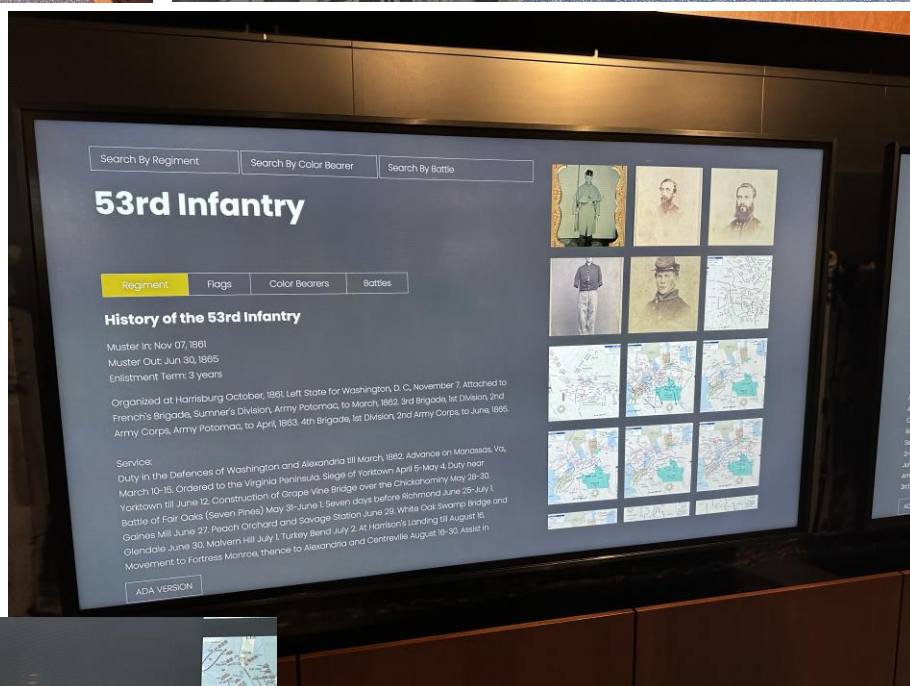 Search By Regiment
Search By Color Bearer
Search By Battle
53rd Infantry
Regiment
Flags
Color Bearers
Battles
History of the 53rd Infantry
Muster In: Nov 07, 1861
Muster Out: Jun 30, 1865
Enlistment Term: 3 years
Organized at Harrisburg October, 1861. Left State for Washington, D. C., November 7. Attached to
French's Brigade, Sumner's Division, Army Potomac, to March, 1862. 3rd Brigade, 1st Division, 2nd
Army Corps, Army Potomac, to April, 1863. 4th Brigade, 1st Division, 2nd Army Corps, to June, 1865.
Service:
Duty in the Defences of Washington and Alexandria till March, 1862. Advance on Manassas, Va.,
March 10-15. Ordered to the Virginia Peninsula. Siege of Yorktown April 5-May 4. Duty near
Yorktown till June 12. Construction of Grape Vine Bridge over the Chickahominy May 28-30.
Battle of Fair Oaks (Seven Pines) May 31-June 1. Seven days before Richmond June 25-July 1.
Gaines Mill June 27. Peach Orchard and Savage Station June 29. White Oak Swamp Bridge and
Glendale June 30. Malvern Hill July 1. Turkey Bend July 2. At Harrison's Landing till August 16.
Movement to Fortress Monroe, thence to Alexandria and Centreville August 16-30. Assist in
ADA VERSION